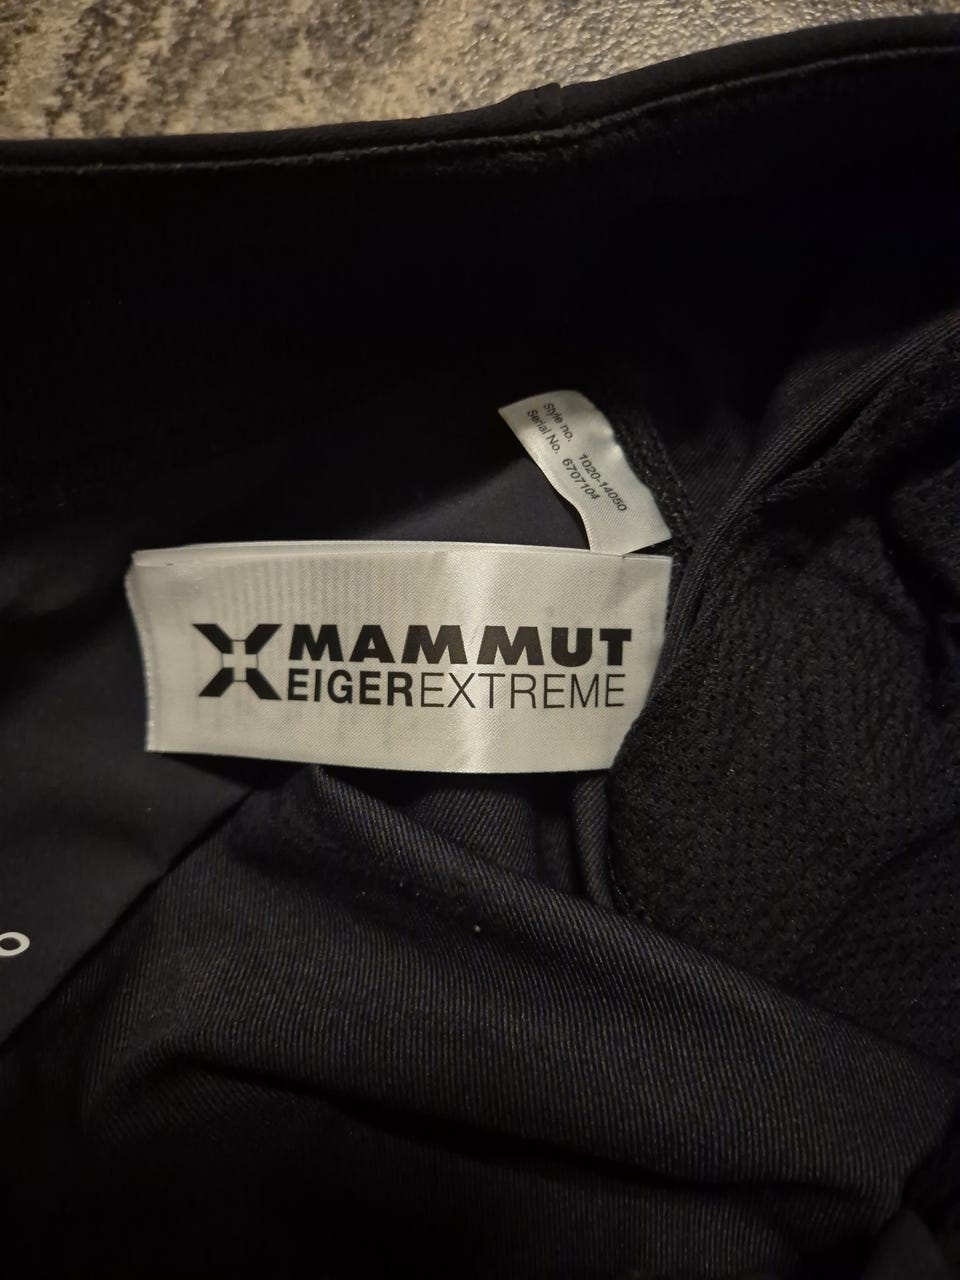 Style no. 1020-14050
Serial No. 6707104
MAMMUT
EIGEREXTREME